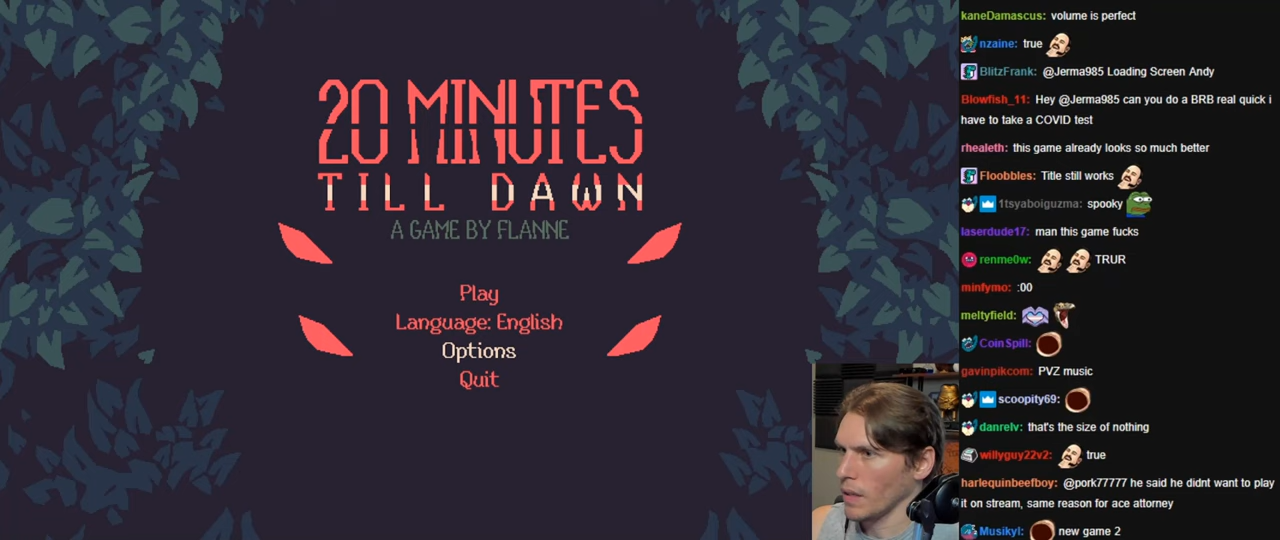 20 MINUTES
TILL DAWN
A GAME BY FLANNE
Play
Language: English
Options
Quit
kaneDamascus: volume is perfect
nzaine: true
BlitzFrank: @Jerma985 Loading Screen Andy
Blowfish_11: Hey @Jerma985 can you do a BRB real quick i
have to take a COVID test
rhealeth: this game already looks so much better
Floobbles: Title still works
1tsyaboiguzma: spooky
laserdude17: man this game fucks
renme0w: TRUR
minfymo: :00
meltyfield:
CoinSpill:
gavinpikcom: PVZ music
scoopity69:
danrelv: that's the size of nothing
willyguy22v2: true
harlequinbeefboy: @pork77777 he said he didnt want to play
it on stream, same reason for ace attorney
Musikyl: new game 2